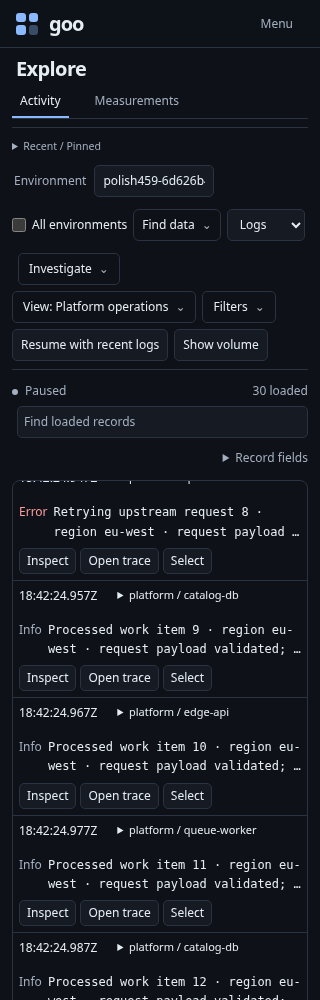 goo
Menu
Explore
Activity
Measurements
Recent / Pinned
Environment
polish459-6d626b
All environments
Find data
Logs
Investigate
View: Platform operations
Filters
Resume with recent logs
Show volume
Paused
30 loaded
Find loaded records
Record fields
Error Retrying upstream request 8 ·
region eu-west · request payload …
Inspect Open trace Select
18:42:24.957Z platform / catalog-db
Info Processed work item 9 · region eu-
west · request payload validated; …
Inspect Open trace Select
18:42:24.967Z platform / edge-api
Info Processed work item 10 · region eu-
west · request payload validated; …
Inspect Open trace Select
18:42:24.977Z platform / queue-worker
Info Processed work item 11 · region eu-
west · request payload validated; …
Inspect Open trace Select
18:42:24.987Z platform / catalog-db
Info Processed work item 12 · region eu-